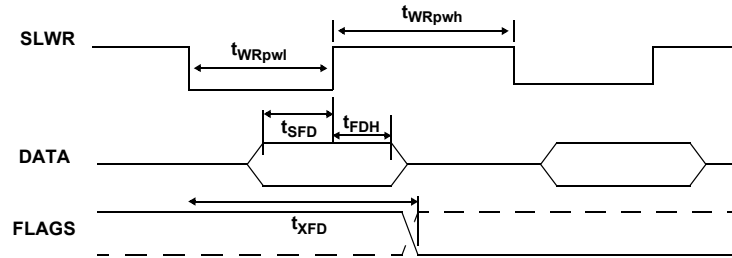 SLWR
tWRpwl
tWRpwh
tSFD
tFDH
DATA
tXFD
FLAGS